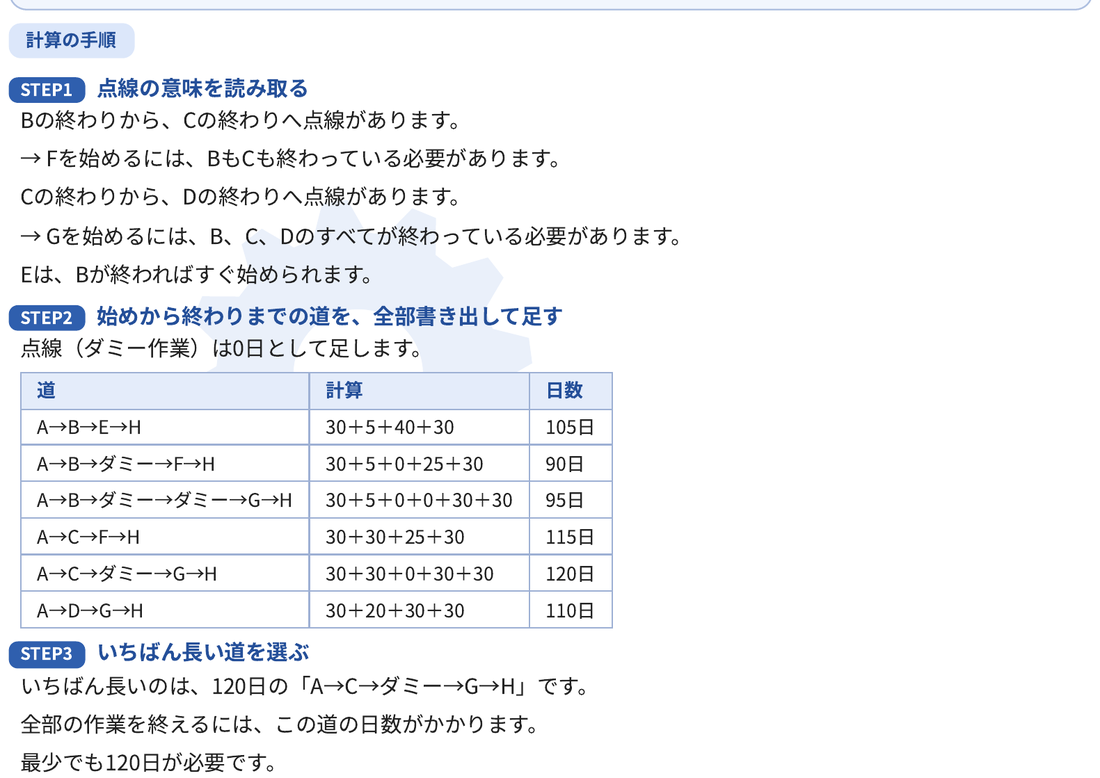 計算の手順
STEP1 点線の意味を読み取る
Bの終わりから、Cの終わりへ点線があります。
→ Fを始めるには、BもCも終わっている必要があります。
Cの終わりから、Dの終わりへ点線があります。
→ Gを始めるには、B、C、Dのすべてが終わっている必要があります。
Eは、Bが終わればすぐ始められます。
STEP2 始めから終わりまでの道を、全部書き出して足す
点線（ダミー作業）は0日として足します。
道 計算 日数
A→B→E→H 30＋5＋40＋30 105日
A→B→ダミー→F→H 30＋5＋0＋25＋30 90日
A→B→ダミー→ダミー→G→H 30＋5＋0＋0＋30＋30 95日
A→C→F→H 30＋30＋25＋30 115日
A→C→ダミー→G→H 30＋30＋0＋30＋30 120日
A→D→G→H 30＋20＋30＋30 110日
STEP3 いちばん長い道を選ぶ
いちばん長いのは、120日の「A→C→ダミー→G→H」です。
全部の作業を終えるには、この道の日数がかかります。
最少でも120日が必要です。